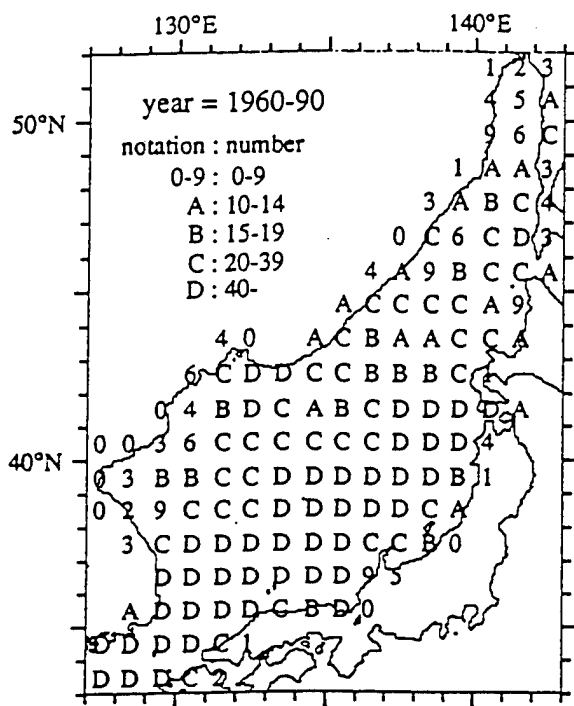 130°E 140°E
1 2 3
year = 1960-90 4 5 A
50°N 9 6 C
notation : number
0-9 : 0-9 1 A A 3
A : 10-14 3 A B C 4
B : 15-19 0 C 6 C D 3
C : 20-39 4 A 9 B C C A
D : 40- A C C C C A 9
4 0 A C B A A C C A
6 C D D C C B B B C
0 4 B D C A B C D D D D A
0 0 3 6 C C C C C C D D D 4
40°N
0 3 B B C C D D D D D D B 1
0 2 9 C C C D D D D D C A
3 C D D D D D D C C B 0
D D D D D D D 9 5
A D D D D C B D 0
D D D D C 1
D D D C 2